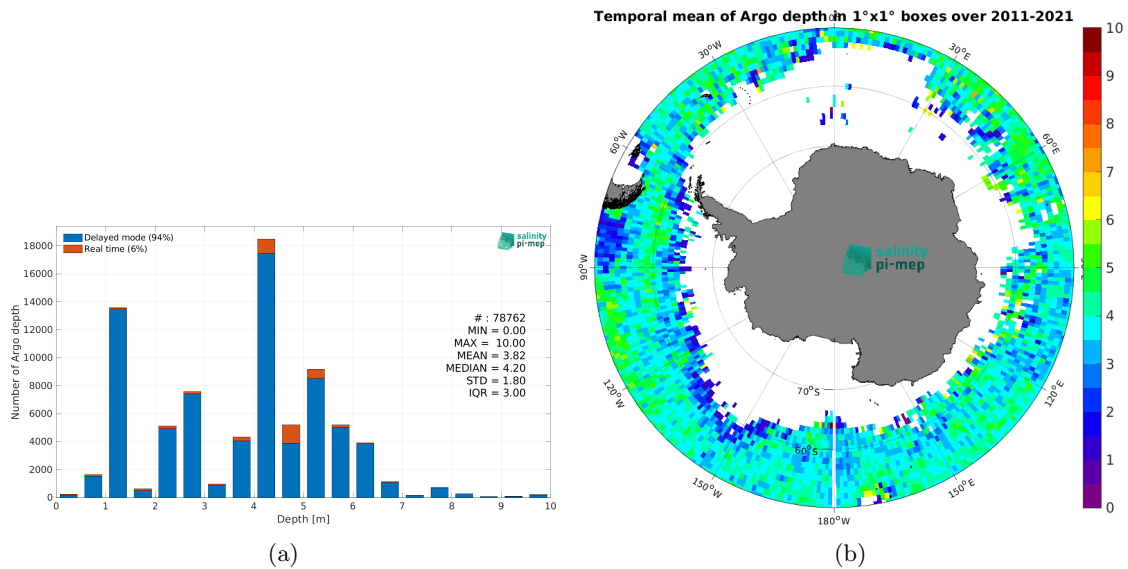 Temporal mean of Argo depth in 1°x1° boxes over 2011-2021
Delayed mode (94%)
Real time (6%)
salinity
pi-mep
# : 78762
MIN = 0.00
MAX = 10.00
MEAN = 3.82
MEDIAN = 4.20
STD = 1.80
IQR = 3.00
Number of Argo depth
18000
16000
14000
12000
10000
8000
6000
4000
2000
0
0 1 2 3 4 5 6 7 8 9 10
Depth [m]
(a)
30°W
30°E
60°W
60°E
90°W
salinity
pi-mep
120°W
120°E
70°S
60°S
150°W
150°E
180°W
10
9
8
7
6
5
4
3
2
1
0
(b)